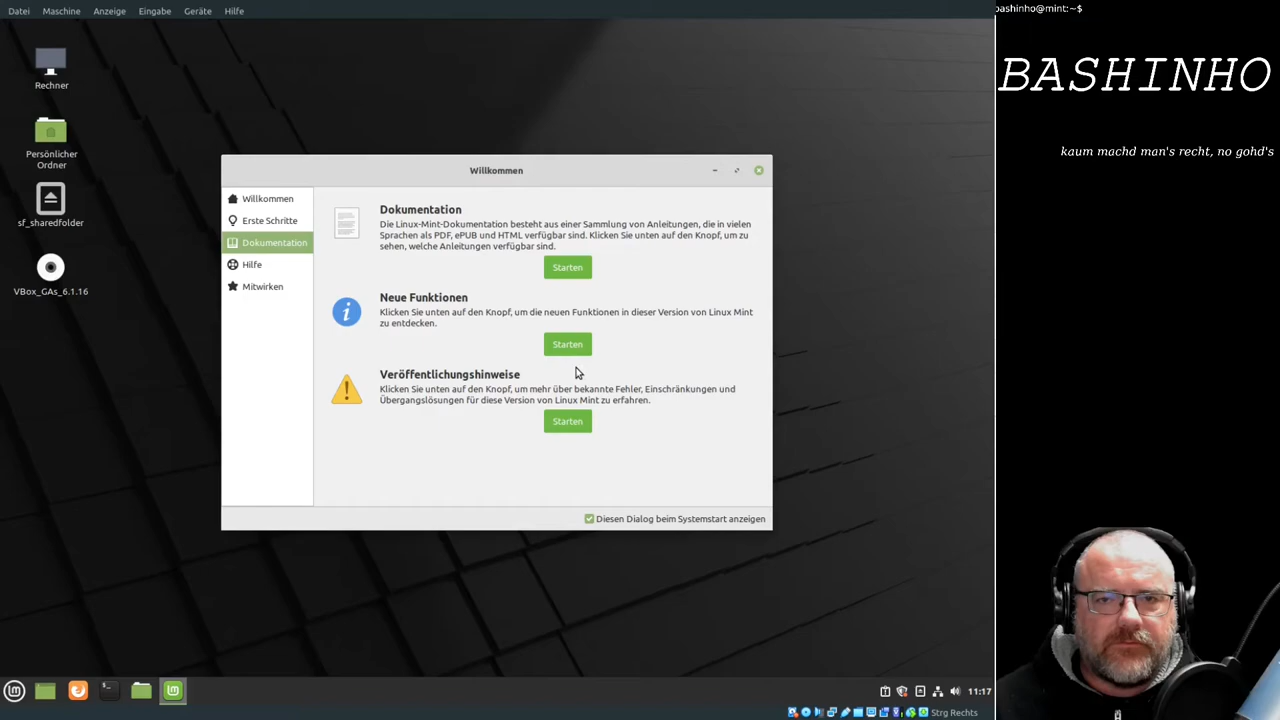 Datei Maschine Anzeige Eingabe Geräte Hilfe
bashinho@mint:~$
BASHINHO
kaum machd man's recht, no gohd's
Rechner
Persönlicher
Ordner
sf_sharedfolder
VBox_GAs_6.1.16
Willkommen
Willkommen
Erste Schritte
Dokumentation
Hilfe
Mitwirken
Dokumentation
Die Linux-Mint-Dokumentation besteht aus einer Sammlung von Anleitungen, die in vielen
Sprachen als PDF, ePUB und HTML verfügbar sind. Klicken Sie unten auf den Knopf, um zu
sehen, welche Anleitungen verfügbar sind.
Starten
Neue Funktionen
Klicken Sie unten auf den Knopf, um die neuen Funktionen in dieser Version von Linux Mint
zu entdecken.
Starten
Veröffentlichungshinweise
Klicken Sie unten auf den Knopf, um mehr über bekannte Fehler, Einschränkungen und
Übergangslösungen für diese Version von Linux Mint zu erfahren.
Starten
Diesen Dialog beim Systemstart anzeigen
11:17
Strg Rechts